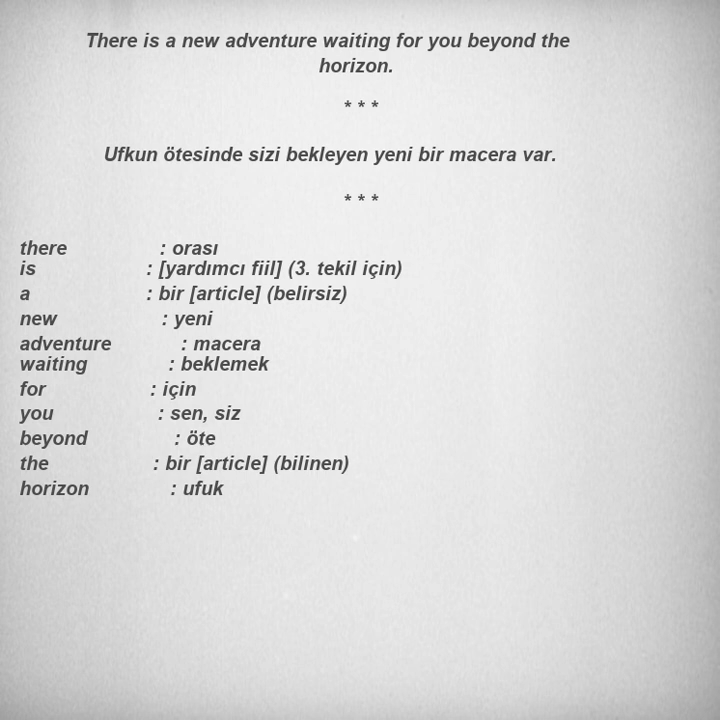 There is a new adventure waiting for you beyond the
horizon.
* * *
Ufkun ötesinde sizi bekleyen yeni bir macera var.
* * *
there : orası
is : [yardımcı fiil] (3. tekil için)
a : bir [article] (belirsiz)
new : yeni
adventure : macera
waiting : beklemek
for : için
you : sen, siz
beyond : öte
the : bir [article] (bilinen)
horizon : ufuk